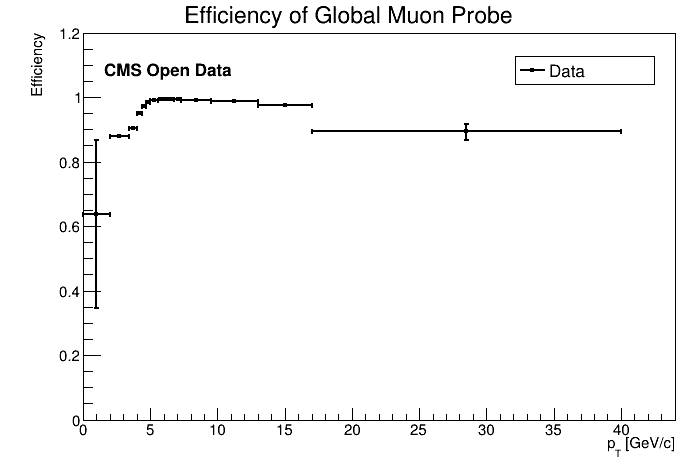 Efficiency of Global Muon Probe
Efficiency
1.2
1
0.8
0.6
0.4
0.2
0
CMS Open Data
Data
0 5 10 15 20 25 30 35 40
p_T [GeV/c]